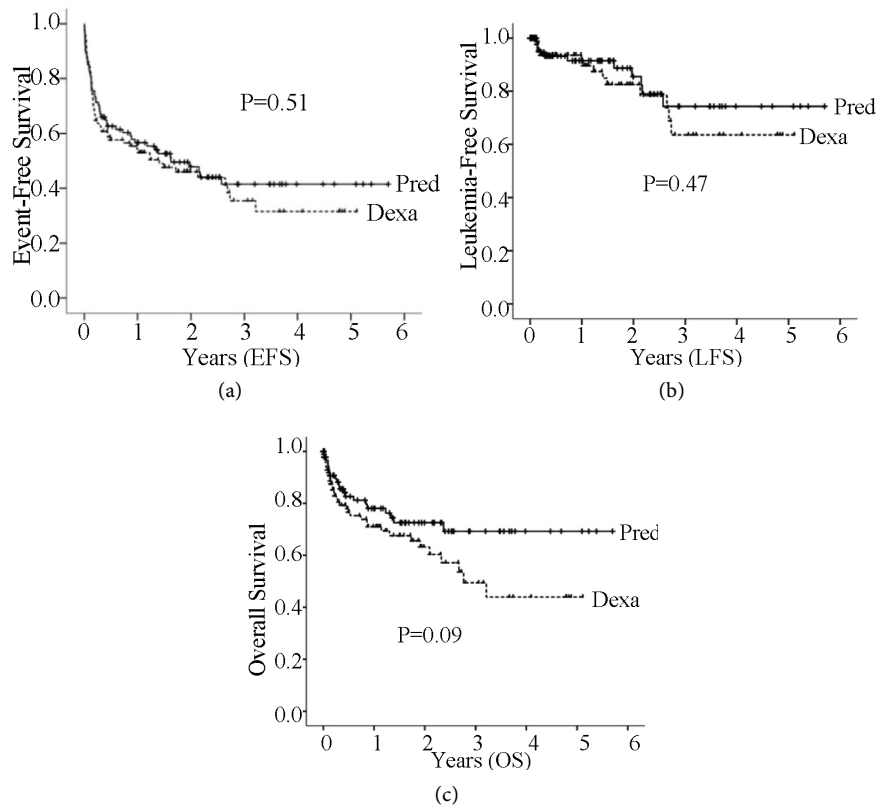 Event-Free Survival
1.0
0.8
0.6
0.4
0.2
0.0
P=0.51
Pred
Dexa
0 1 2 3 4 5 6
Years (EFS)
(a)
Leukemia-Free Survival
1.0
0.8
0.6
0.4
0.2
0.0
P=0.47
Pred
Dexa
0 1 2 3 4 5 6
Years (LFS)
(b)
Overall Survival
1.0
0.8
0.6
0.4
0.2
0.0
P=0.09
Pred
Dexa
0 1 2 3 4 5 6
Years (OS)
(c)